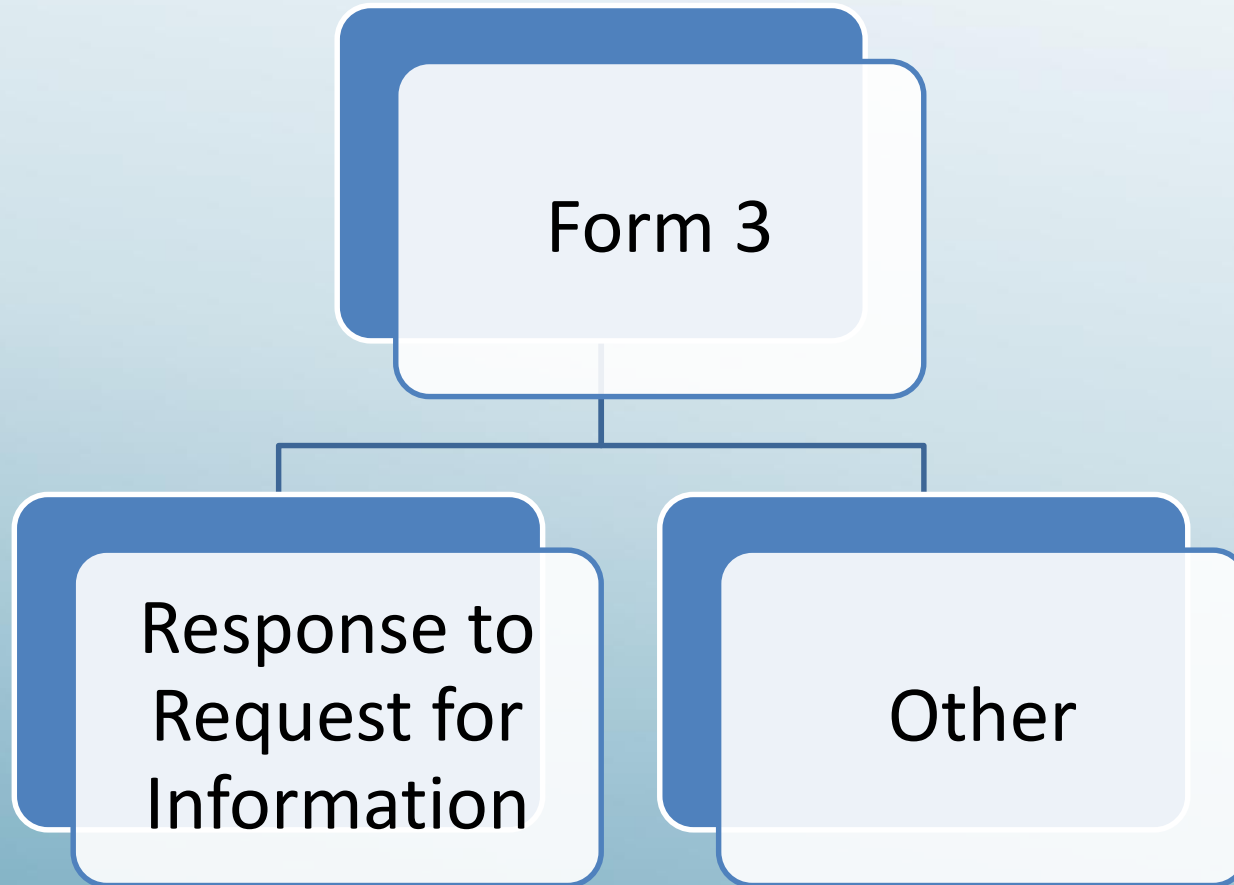 Form 3
Response to
Request for
Information
Other